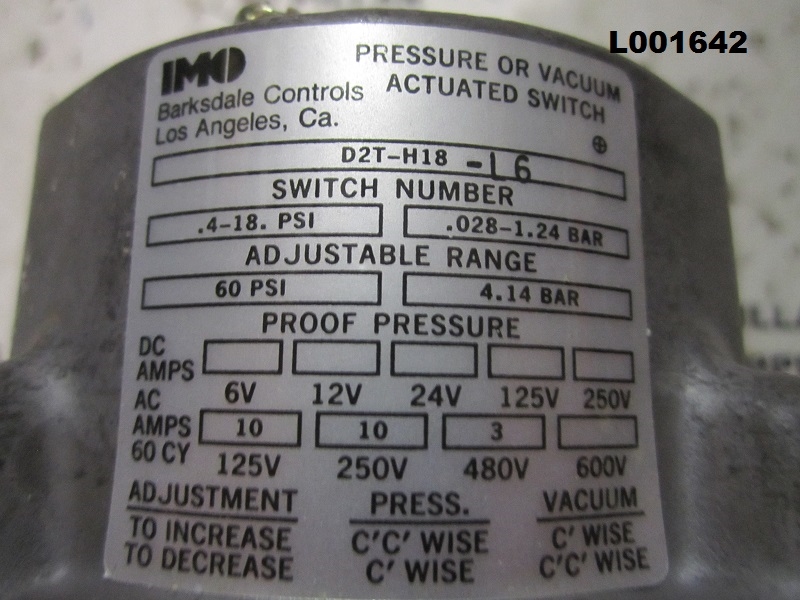 L001642
IMO
Barksdale Controls
Los Angeles, Ca.
PRESSURE OR VACUUM
ACTUATED SWITCH
D2T-H18 -L6
SWITCH NUMBER
.4-18. PSI .028-1.24 BAR
ADJUSTABLE RANGE
60 PSI 4.14 BAR
PROOF PRESSURE
DC
AMPS
6V 12V 24V 125V 250V
AC
AMPS 10 10 3
60 CY
125V 250V 480V 600V
ADJUSTMENT PRESS. VACUUM
TO INCREASE C'C' WISE C' WISE
TO DECREASE C' WISE C'C' WISE